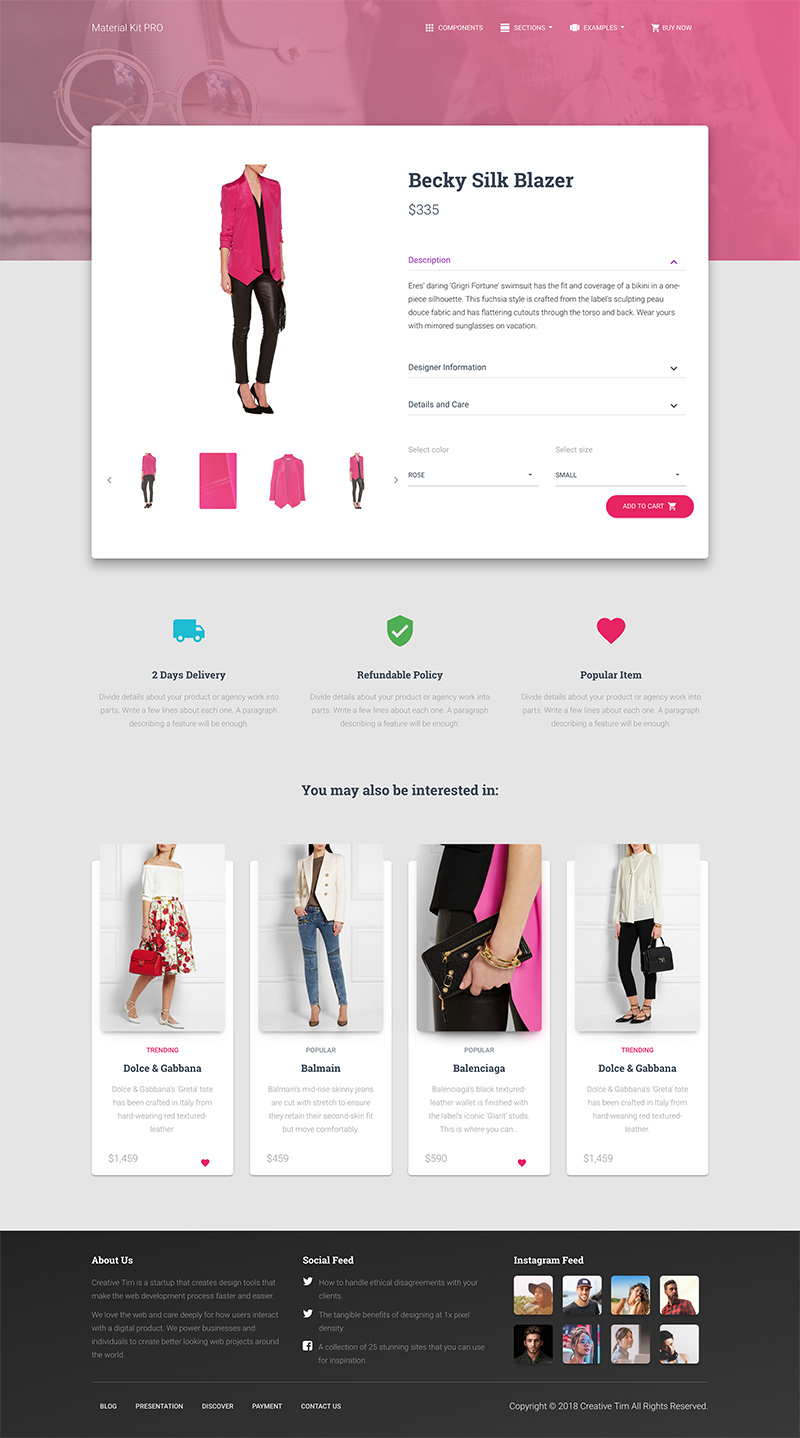 Material Kit PRO
COMPONENTS
SECTIONS
EXAMPLES
BUY NOW
Becky Silk Blazer
$335
Description
Eres' daring 'Grigri Fortune' swimsuit has the fit and coverage of a bikini in a one-
piece silhouette. This fuchsia style is crafted from the label's sculpting peau
douce fabric and has flattering cutouts through the torso and back. Wear yours
with mirrored sunglasses on vacation.
Designer Information
Details and Care
Select color
Select size
ROSE
SMALL
ADD TO CART
2 Days Delivery
Divide details about your product or agency work into
parts. Write a few lines about each one. A paragraph
describing a feature will be enough.
Refundable Policy
Divide details about your product or agency work into
parts. Write a few lines about each one. A paragraph
describing a feature will be enough.
Popular Item
Divide details about your product or agency work into
parts. Write a few lines about each one. A paragraph
describing a feature will be enough.
You may also be interested in:
TRENDING
Dolce & Gabbana
Dolce & Gabbana's 'Greta' tote
has been crafted in Italy from
hard-wearing red textured-
leather.
$1,459
POPULAR
Balmain
Balmain's mid-rise skinny jeans
are cut with stretch to ensure
they retain their second-skin fit
but move comfortably.
$459
POPULAR
Balenciaga
Balenciaga's black textured-
leather wallet is finished with
the label's iconic 'Giant' studs.
This is where you can...
$590
TRENDING
Dolce & Gabbana
Dolce & Gabbana's 'Greta' tote
has been crafted in Italy from
hard-wearing red textured-
leather.
$1,459
About Us
Creative Tim is a startup that creates design tools that
make the web development process faster and easier.
We love the web and care deeply for how users interact
with a digital product. We power businesses and
individuals to create better looking web projects around
the world.
Social Feed
How to handle ethical disagreements with your
clients.
The tangible benefits of designing at 1x pixel
density.
A collection of 25 stunning sites that you can use
for inspiration.
Instagram Feed
BLOG
PRESENTATION
DISCOVER
PAYMENT
CONTACT US
Copyright © 2018 Creative Tim All Rights Reserved.